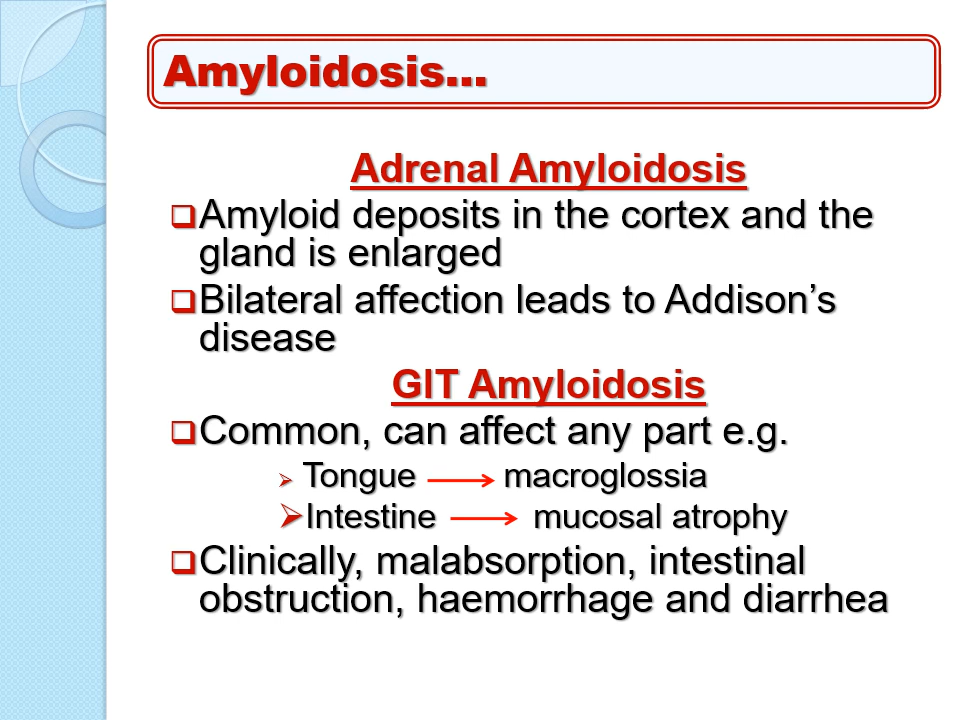 Amyloidosis...
Adrenal Amyloidosis
Amyloid deposits in the cortex and the
gland is enlarged
Bilateral affection leads to Addison’s
disease
GIT Amyloidosis
Common, can affect any part e.g.
Tongue macroglossia
Intestine mucosal atrophy
Clinically, malabsorption, intestinal
obstruction, haemorrhage and diarrhea